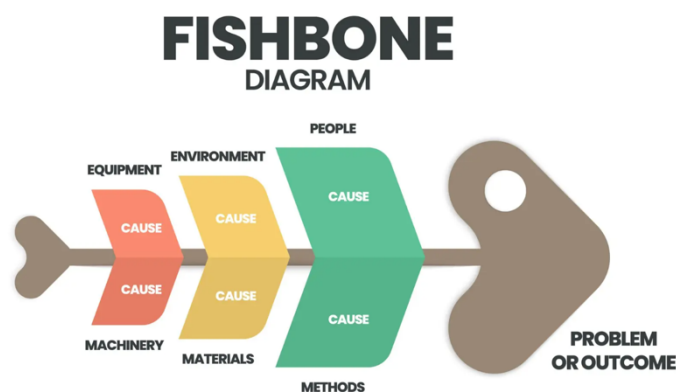 FISHBONE
DIAGRAM
PEOPLE
ENVIRONMENT
EQUIPMENT
CAUSE
CAUSE
CAUSE
CAUSE
CAUSE
CAUSE
MACHINERY
MATERIALS
METHODS
PROBLEM
OR OUTCOME